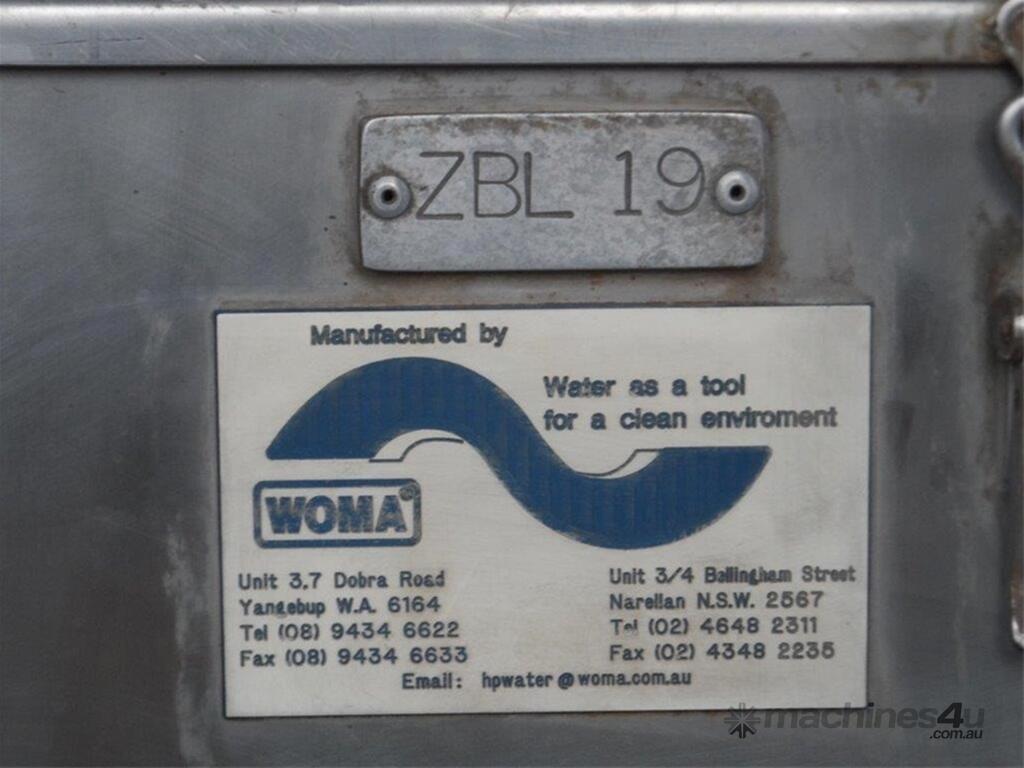 ZBL 19
Manufactured by
Water as a tool
for a clean enviroment
WOMA®
Unit 3.7 Dobra Road
Yangebup W.A. 6164
Tel (08) 9434 6622
Fax (08) 9434 6633
Unit 3/4 Ballingham Street
Narellan N.S.W. 2567
Tel (02) 4648 2311
Fax (02) 4348 2235
Email: hpwater@woma.com.au
machines4u
.com.au